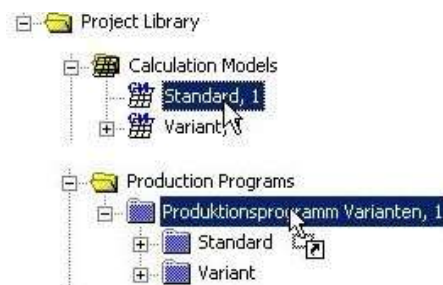 Project Library
Calculation Models
Standard, 1
Variant
Production Programs
Produktionsprogramm Varianten, 1
Standard
Variant